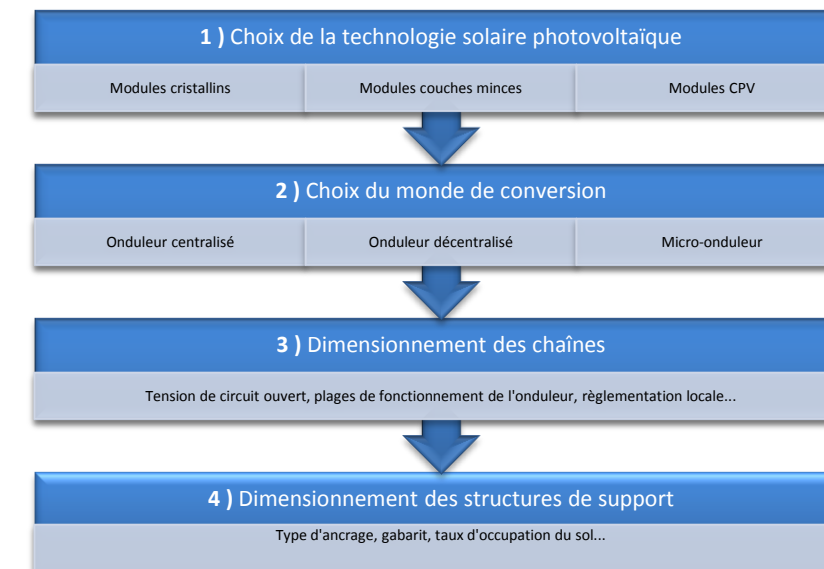 1 ) Choix de la technologie solaire photovoltaïque
Modules cristallins
Modules couches minces
Modules CPV
2 ) Choix du monde de conversion
Onduleur centralisé
Onduleur décentralisé
Micro-onduleur
3 ) Dimensionnement des chaînes
Tension de circuit ouvert, plages de fonctionnement de l'onduleur, règlementation locale...
4 ) Dimensionnement des structures de support
Type d'ancrage, gabarit, taux d'occupation du sol...